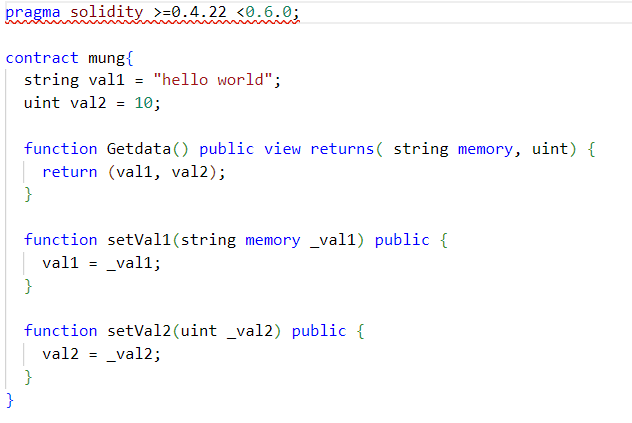 pragma solidity >=0.4.22 <0.6.0;
contract mung{
string val1 = "hello world";
uint val2 = 10;
function Getdata() public view returns( string memory, uint) {
return (val1, val2);
}
function setVal1(string memory _val1) public {
val1 = _val1;
}
function setVal2(uint _val2) public {
val2 = _val2;
}
}